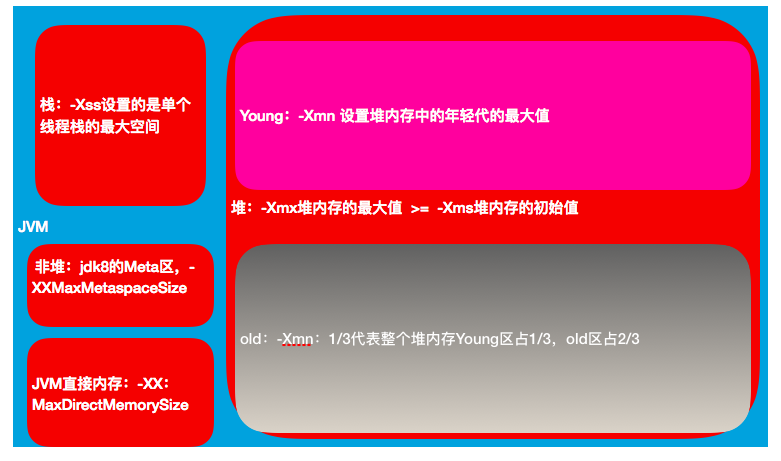 栈：-Xss设置的是单个
线程栈的最大空间
JVM
非堆：jdk8的Meta区，-
XXMaxMetaspaceSize
JVM直接内存：-XX：
MaxDirectMemorySize
Young：-Xmn 设置堆内存中的年轻代的最大值
堆：-Xmx堆内存的最大值 >= -Xms堆内存的初始值
old：-Xmn：1/3代表整个堆内存Young区占1/3，old区占2/3